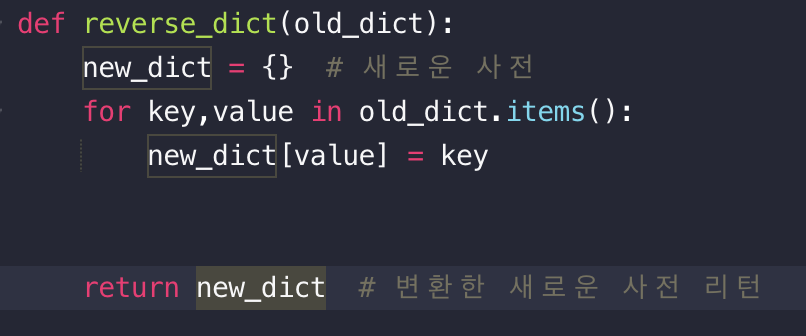 def reverse_dict(old_dict):
    new_dict = {}  # 새로운 사전
    for key,value in old_dict.items():
        new_dict[value] = key
    return new_dict  # 변환한 새로운 사전 리턴